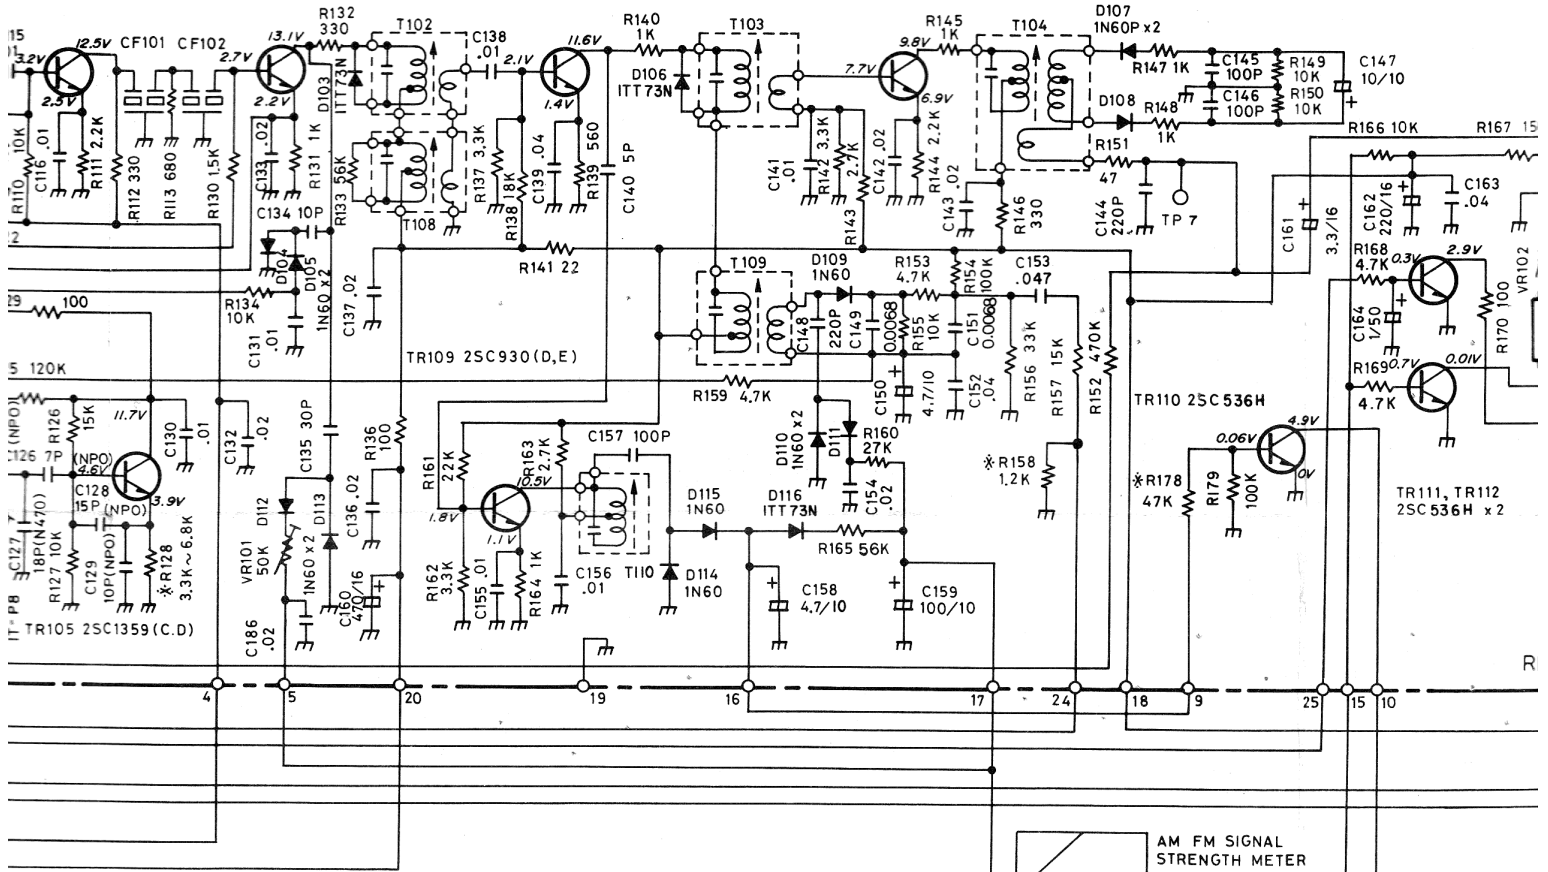 R132
330
T102
C138
.01
R140
1K
T103
R145
1K
T104
D107
1N60P x2
12.5V
CF101 CF102
13.1V
11.6V
9.8V
3.2V
2.7V
2.1V
7.7V
2.5V
2.2V
1.4V
6.9V
D103
ITT 73N
D106
ITT 73N
R147 1K
C145
100P
R149
10K
C147
10/10
D108
R148
1K
C146
100P
R150
10K
R110 10K
C116 .01
R111 2.2K
R112 330
R113 680
R130 1.5K
C133 .02
R131 1K
R133 56K
T108
R137 3.3K
R138 18K
C139 .04
R139 560
C140 5P
C141
.01
R142 3.3K
2.7K
R143
C142 .02
R144 2.2K
C143 .02
R146
330
R151
47
C144
220P
TP 7
R166 10K
R167
C161
3.3/16
C162
220/16
C163
.04
C134 10P
D104
D105
1N60 x2
R134
10K
C131
.01
C137 .02
R141 22
T109
D109
1N60
R153
4.7K
R154
100K
C153
.047
C148
220P
C149
0.0068
R155
10K
C151
0.0068
R156 33K
R157 15K
R152 470K
R168
4.7K
0.3V
2.9V
C164
1/50
R170 100
VR102
100
TR109 2SC930(D,E)
120K
R159 4.7K
C150
4.7/10
C152
.04
R169
4.7K
0.7V
0.01V
TR110 2SC536H
4.9V
0.06V
0V
R126
15K
11.7V
C130
.01
C132
.02
C135 30P
R136
100
R161
22K
R163
2.7K
C157 100P
D110
1N60 x2
D111
R160
27K
C154
.02
※R158
1.2K
※R178
47K
R179
100K
TR111, TR112
2SC536H x2
C126 7P
(NPO)
4.6V
C128
15P (NPO)
3.9V
C127
18P(N470)
R127 10K
C129
10P(NPO)
※R128
3.3K~6.8K
D112
VR101
50K
D113
1N60 x2
C136 .02
10.5V
1.8V
1.1V
R162
3.3K
C155 .01
R164 1K
C156
.01
T110
D115
1N60
D116
ITT 73N
R165 56K
D114
1N60
C158
4.7/10
C159
100/10
C160
470/16
C186
.02
TR105 2SC1359(C.D)
4
5
20
19
16
17
24
18
9
25
15
10
AM FM SIGNAL
STRENGTH METER